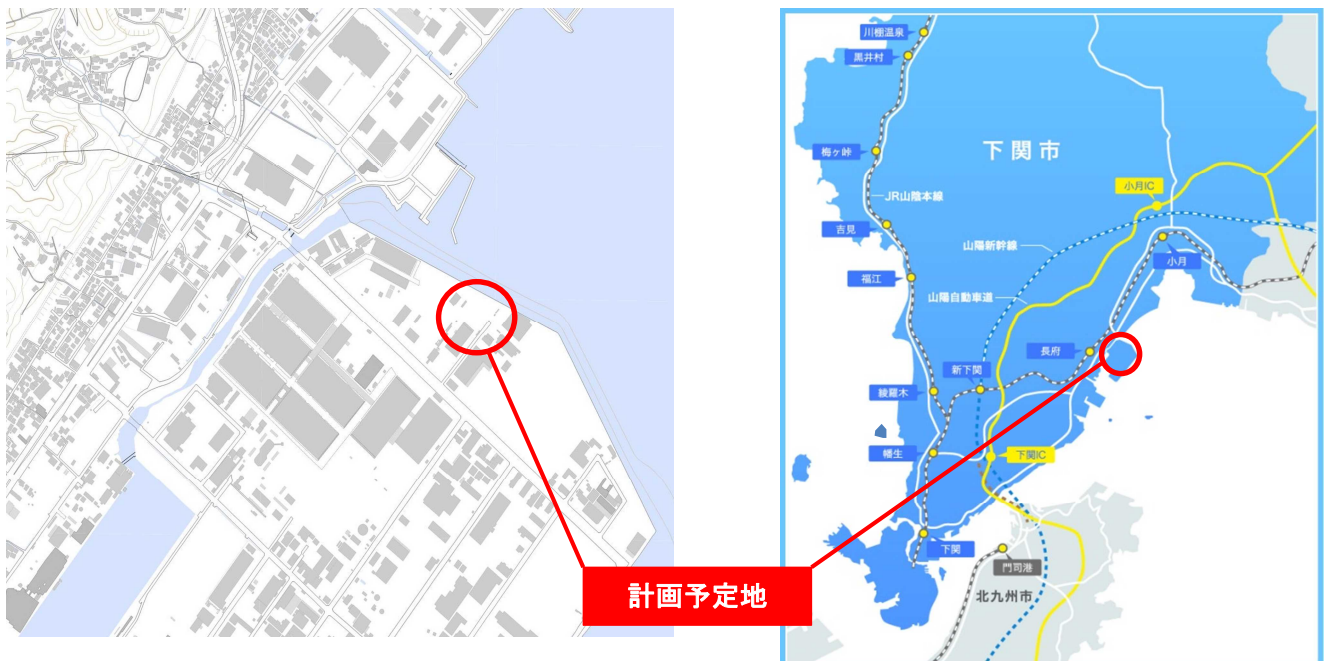 川棚温泉
黒井村
下関市
梅ヶ峠
小月IC
JR山陰本線
吉見
山陽新幹線
小月
福江
山陽自動車道
長府
新下関
綾羅木
幡生
下関IC
下関
門司港
計画予定地
北九州市